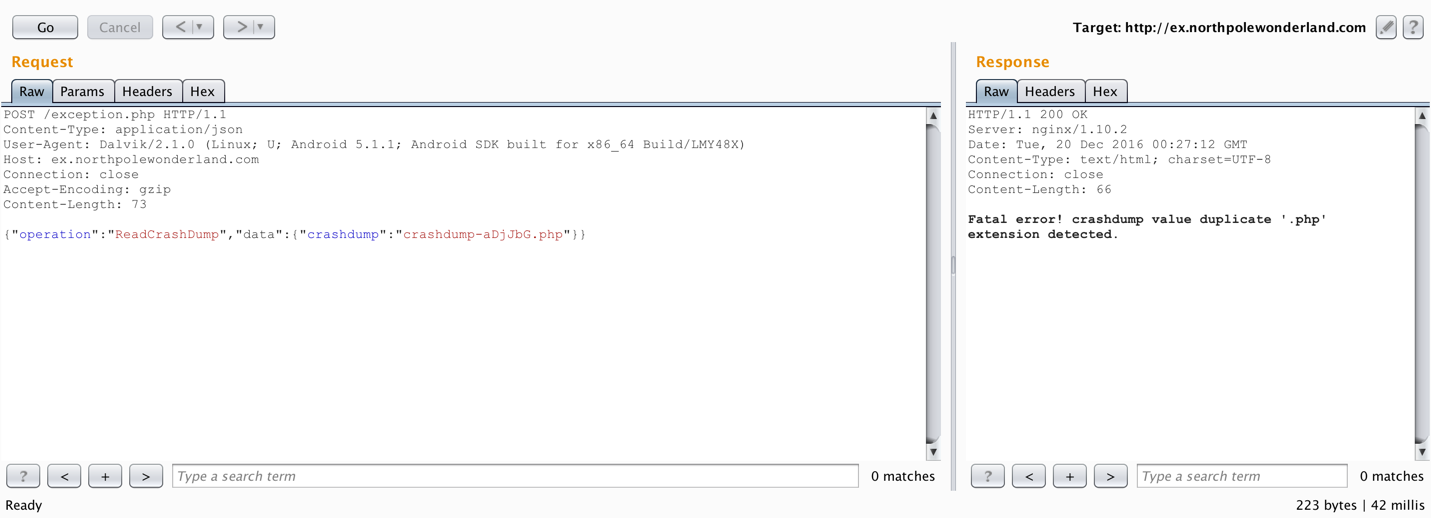 Go Cancel < > Target: http://ex.northpolewonderland.com ?
Request
Raw Params Headers Hex
POST /exception.php HTTP/1.1
Content-Type: application/json
User-Agent: Dalvik/2.1.0 (Linux; U; Android 5.1.1; Android SDK built for x86_64 Build/LMY48X)
Host: ex.northpolewonderland.com
Connection: close
Accept-Encoding: gzip
Content-Length: 73
{"operation":"ReadCrashDump","data":{"crashdump":"crashdump-aDjJbG.php"}}
? < + > Type a search term 0 matches
Response
Raw Headers Hex
HTTP/1.1 200 OK
Server: nginx/1.10.2
Date: Tue, 20 Dec 2016 00:27:12 GMT
Content-Type: text/html; charset=UTF-8
Connection: close
Content-Length: 66
Fatal error! crashdump value duplicate '.php'
extension detected.
? < + > Type a search term 0 matches
Ready 223 bytes | 42 millis